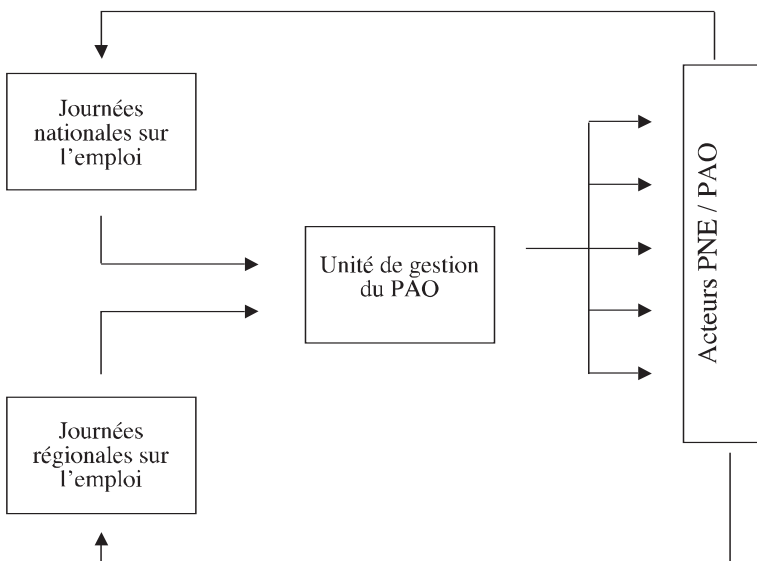 Journées
nationales sur
l’emploi
Unité de gestion
du PAO
Acteurs PNE / PAO
Journées
régionales sur
l’emploi